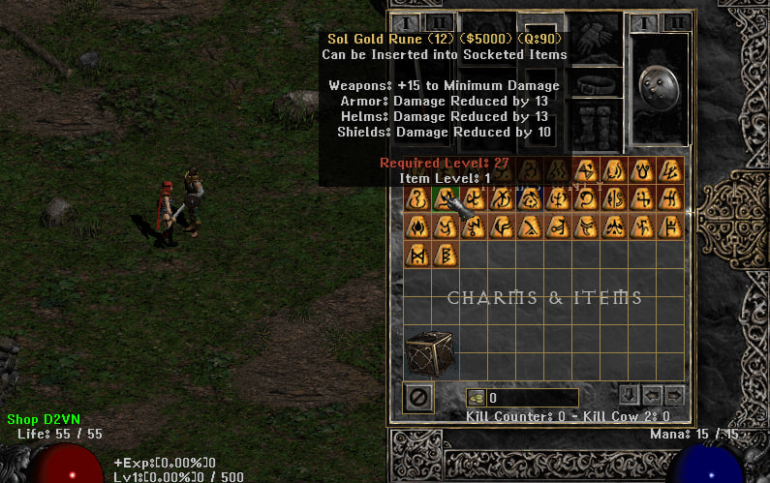 I II I II
Sol Gold Rune (12) ($5000) (Q:90)
Can be Inserted into Socketed Items
Weapons: +15 to Minimum Damage
Armor: Damage Reduced by 13
Helms: Damage Reduced by 13
Shields: Damage Reduced by 10
Required Level: 27
Item Level: 1
CHARMS & ITEMS
0
Kill Counter: 0 - Kill Cow 2: 0
Shop D2VN
Life: 55 / 55
Mana: 15 / 15
+Exp:[0.00%]0
Lv1:[0.00%]0 / 500